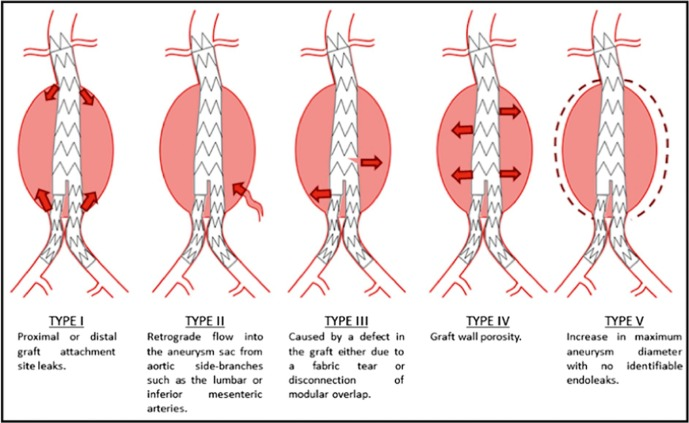 TYPE I
Proximal or distal
graft attachment
site leaks.
TYPE II
Retrograde flow into
the aneurysm sac from
aortic side-branches
such as the lumbar or
inferior mesenteric
arteries.
TYPE III
Caused by a defect in
the graft either due to
a fabric tear or
disconnection of
modular overlap.
TYPE IV
Graft wall porosity.
TYPE V
Increase in maximum
aneurysm diameter
with no identifiable
endoleaks.